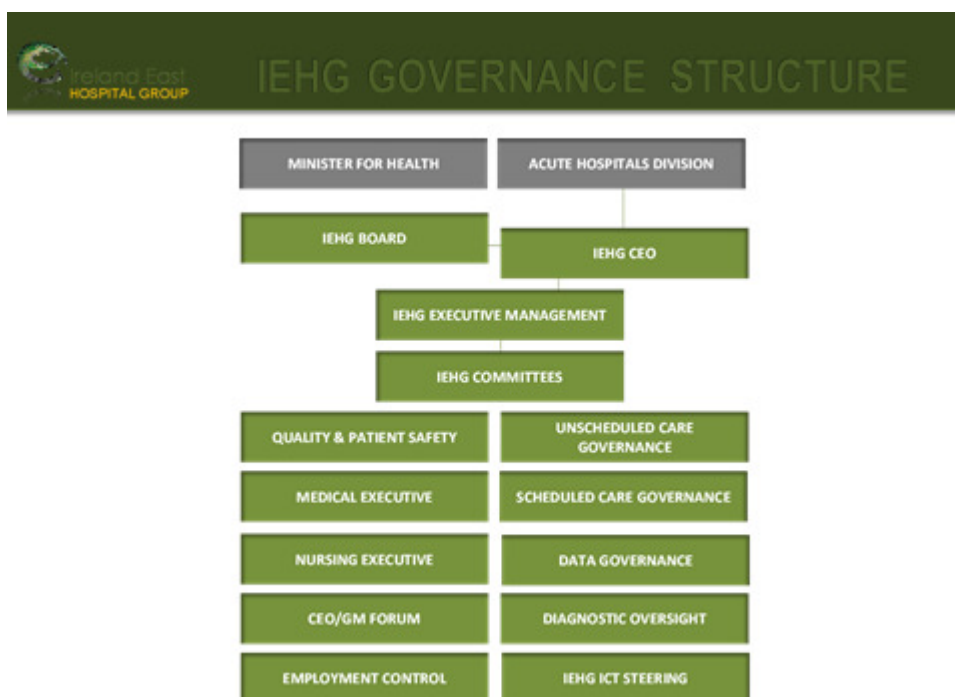 Ireland East
HOSPITAL GROUP
IEHG GOVERNANCE STRUCTURE
MINISTER FOR HEALTH
ACUTE HOSPITALS DIVISION
IEHG BOARD
IEHG CEO
IEHG EXECUTIVE MANAGEMENT
IEHG COMMITTEES
QUALITY & PATIENT SAFETY
UNSCHEDULED CARE
GOVERNANCE
MEDICAL EXECUTIVE
SCHEDULED CARE GOVERNANCE
NURSING EXECUTIVE
DATA GOVERNANCE
CEO/GM FORUM
DIAGNOSTIC OVERSIGHT
EMPLOYMENT CONTROL
IEHG ICT STEERING